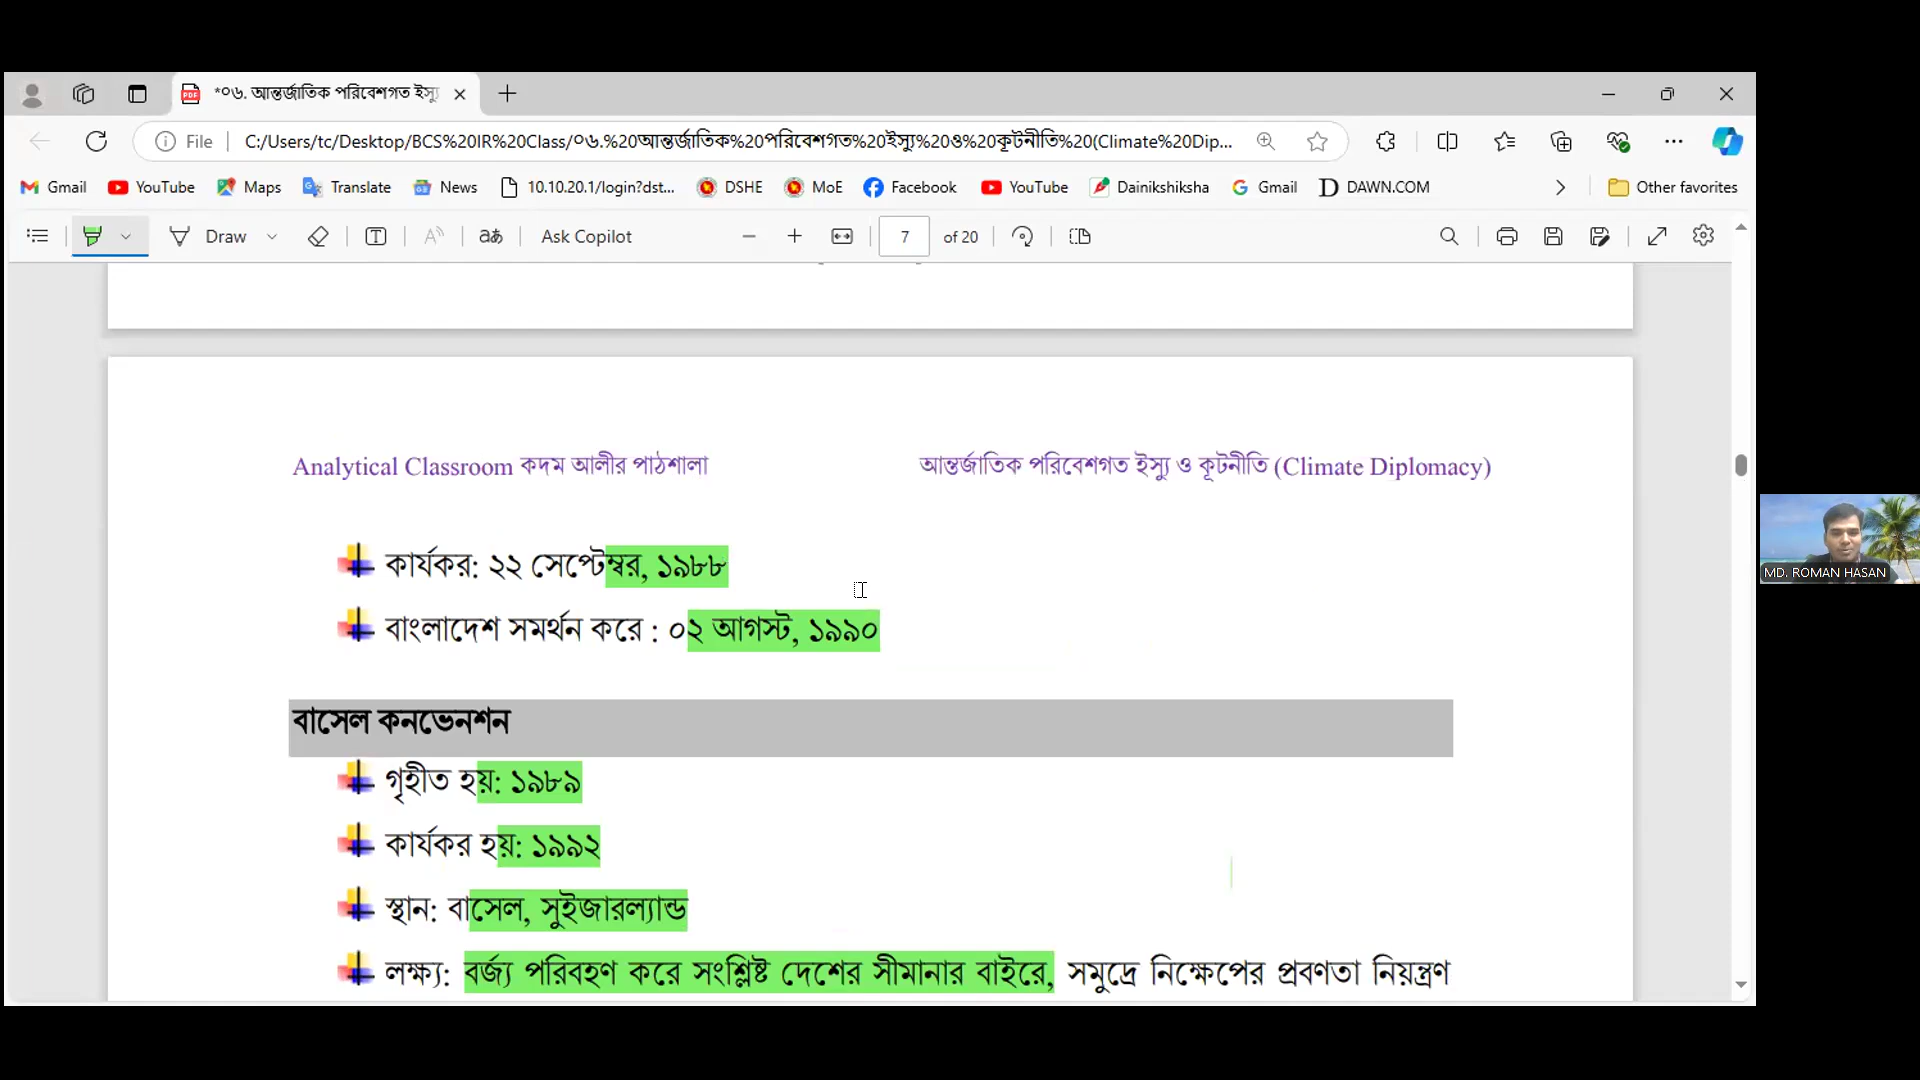 *০৬. আন্তর্জাতিক পরিবেশগত ইস্যু
File C:/Users/tc/Desktop/BCS%20IR%20Class/০৬.%20আন্তর্জাতিক%20পরিবেশগত%20ইস্যু%20ও%20কূটনীতি%20(Climate%20Dip...
Gmail YouTube Maps Translate News 10.10.20.1/login?dst... DSHE MoE Facebook YouTube Dainikshiksha Gmail DAWN.COM Other favorites
Draw Ask Copilot 7 of 20
Analytical Classroom কদম আলীর পাঠশালা আন্তর্জাতিক পরিবেশগত ইস্যু ও কূটনীতি (Climate Diplomacy)
কার্যকর: ২২ সেপ্টেম্বর, ১৯৮৮
বাংলাদেশ সমর্থন করে : ০২ আগস্ট, ১৯৯০
বাসেল কনভেনশন
গৃহীত হয়: ১৯৮৯
কার্যকর হয়: ১৯৯২
স্থান: বাসেল, সুইজারল্যান্ড
লক্ষ্য: বর্জ্য পরিবহণ করে সংশ্লিষ্ট দেশের সীমানার বাইরে, সমুদ্রে নিক্ষেপের প্রবণতা নিয়ন্ত্রণ
MD. ROMAN HASAN